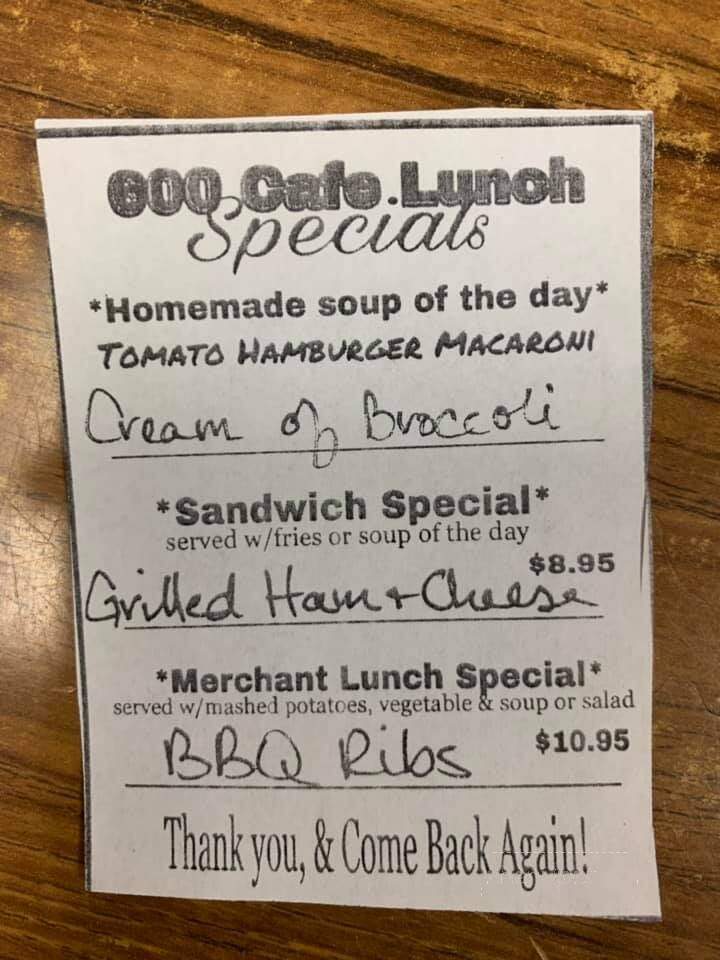 600 Cafe Lunch
Specials
*Homemade soup of the day*
TOMATO HAMBURGER MACARONI
Cream of Broccoli
*Sandwich Special*
served w/fries or soup of the day
$8.95
Grilled Ham + Cheese
*Merchant Lunch Special*
served w/mashed potatoes, vegetable & soup or salad
BBQ Ribs $10.95
Thank you, & Come Back Again!